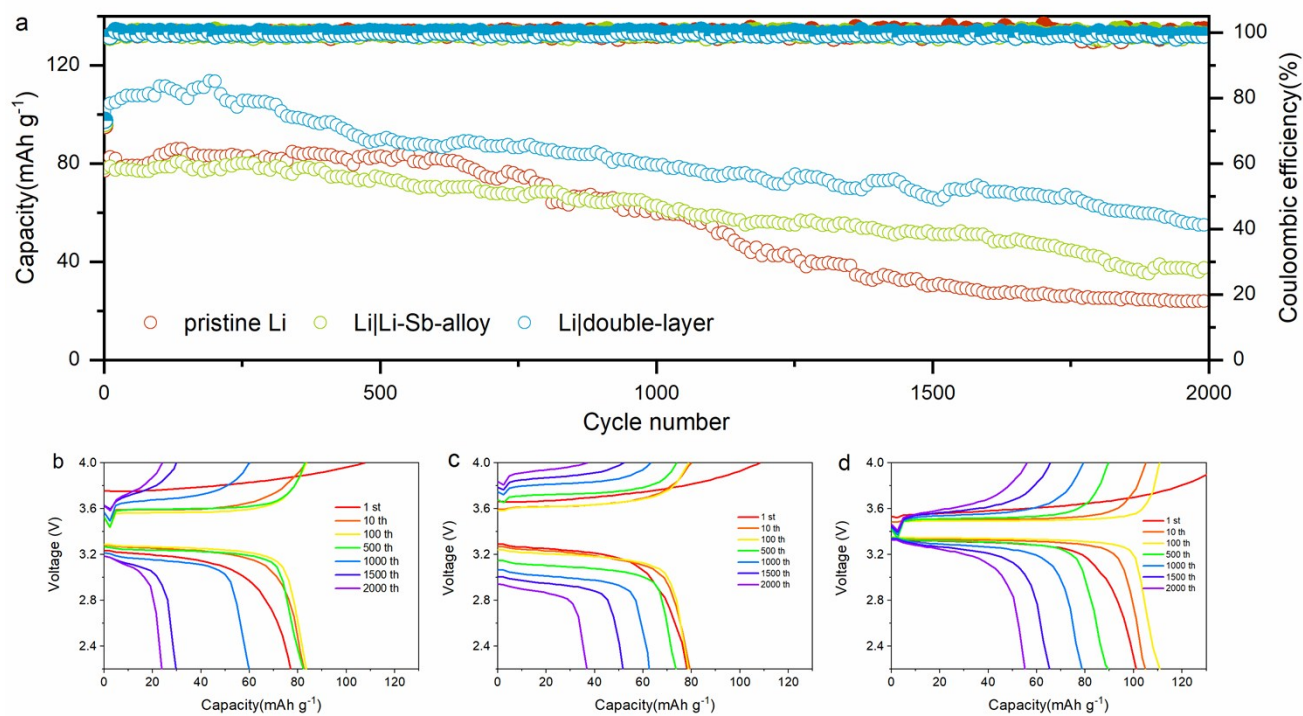 a
120
80
40
0
Capacity(mAh g⁻¹)
100
80
60
40
20
0
Couloombic efficiency(%)
pristine Li
Li|Li-Sb-alloy
Li|double-layer
0
500
1000
1500
2000
Cycle number
b
4.0
3.6
3.2
2.8
2.4
Voltage (V)
1 st
10 th
100 th
500 th
1000 th
1500 th
2000 th
0 20 40 60 80 100 120
Capacity(mAh g⁻¹)
c
4.0
3.6
3.2
2.8
2.4
Voltage (V)
1 st
10 th
100 th
500 th
1000 th
1500 th
2000 th
0 20 40 60 80 100 120
Capacity(mAh g⁻¹)
d
4.0
3.6
3.2
2.8
2.4
Voltage (V)
1 st
10 th
100 th
500 th
1000 th
1500 th
2000 th
0 20 40 60 80 100 120
Capacity(mAh g⁻¹)